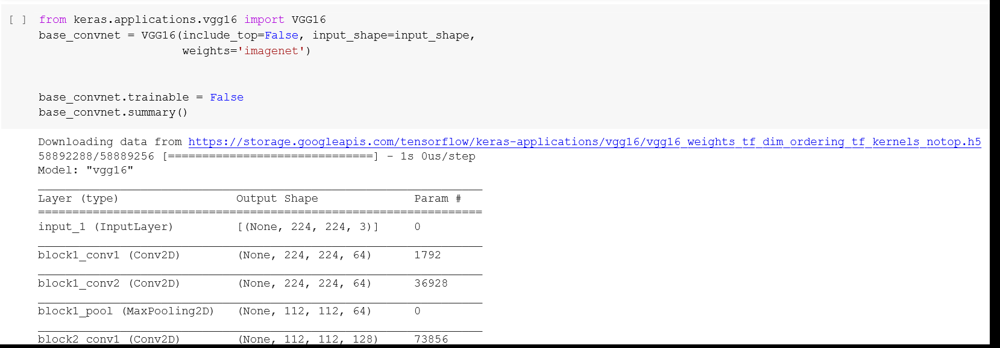 [ ] from keras.applications.vgg16 import VGG16
base_convnet = VGG16(include_top=False, input_shape=input_shape,
weights='imagenet')
base_convnet.trainable = False
base_convnet.summary()
Downloading data from https://storage.googleapis.com/tensorflow/keras-applications/vgg16/vgg16_weights_tf_dim_ordering_tf_kernels_notop.h5
58892288/58889256 [==============================] - 1s 0us/step
Model: "vgg16"
_________________________________________________________________
Layer (type) Output Shape Param #
=================================================================
input_1 (InputLayer) [(None, 224, 224, 3)] 0
_________________________________________________________________
block1_conv1 (Conv2D) (None, 224, 224, 64) 1792
_________________________________________________________________
block1_conv2 (Conv2D) (None, 224, 224, 64) 36928
_________________________________________________________________
block1_pool (MaxPooling2D) (None, 112, 112, 64) 0
_________________________________________________________________
block2_conv1 (Conv2D) (None, 112, 112, 128) 73856